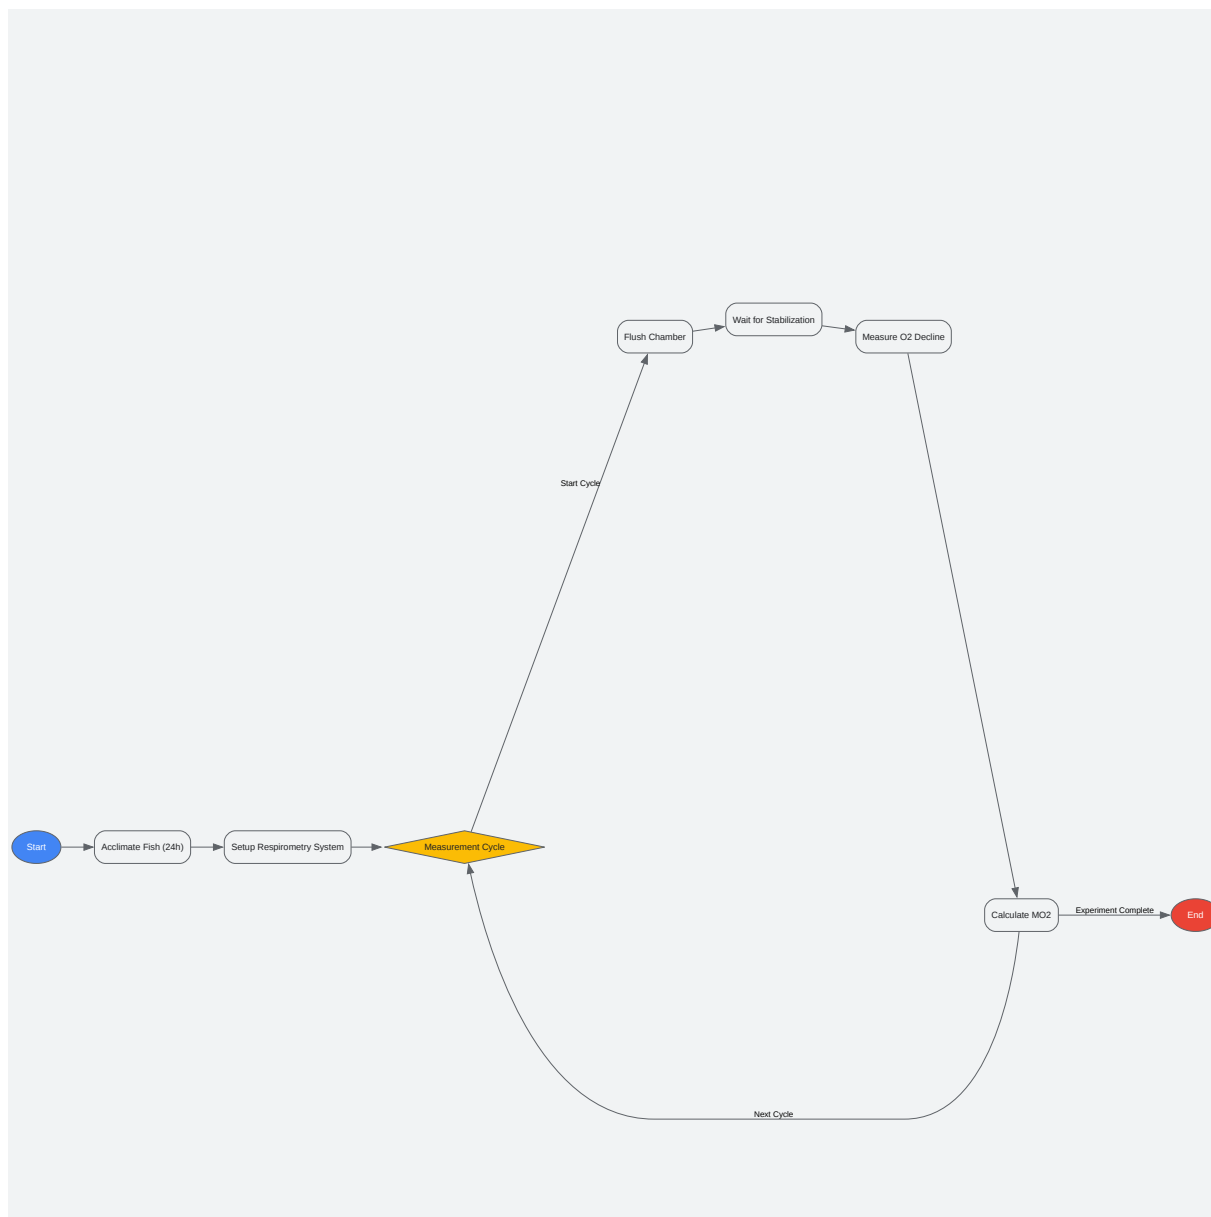 Start
Acclimate Fish (24h)
Setup Respirometry System
Measurement Cycle
Start Cycle
Flush Chamber
Wait for Stabilization
Measure O2 Decline
Calculate MO2
Experiment Complete
End
Next Cycle